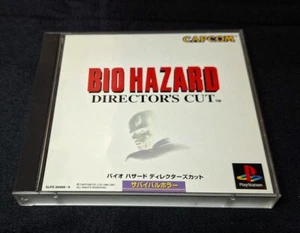 CAPCOM
BIO HAZARD
DIRECTOR'S CUT™
バイオ ハザード ディレクターズカット
サバイバルホラー
PlayStation